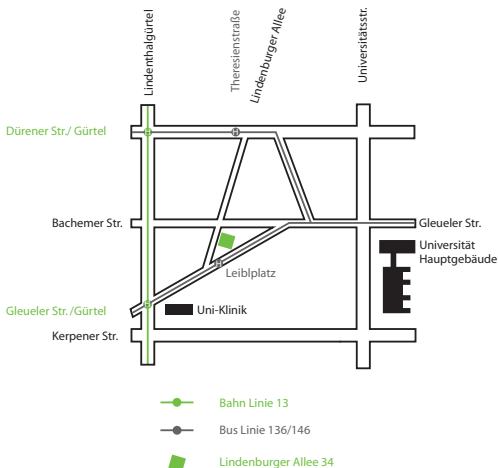 Lindenthalgürtel
Theresienstraße
Lindenburger Allee
Universitätsstr.
Dürener Str./ Gürtel
Bachemer Str.
Gleueler Str.
Universität
Hauptgebäude
Leiblplatz
Gleueler Str./Gürtel
Uni-Klinik
Kerpener Str.
H
H
H
H
Bahn Linie 13
Bus Linie 136/146
Lindenburger Allee 34